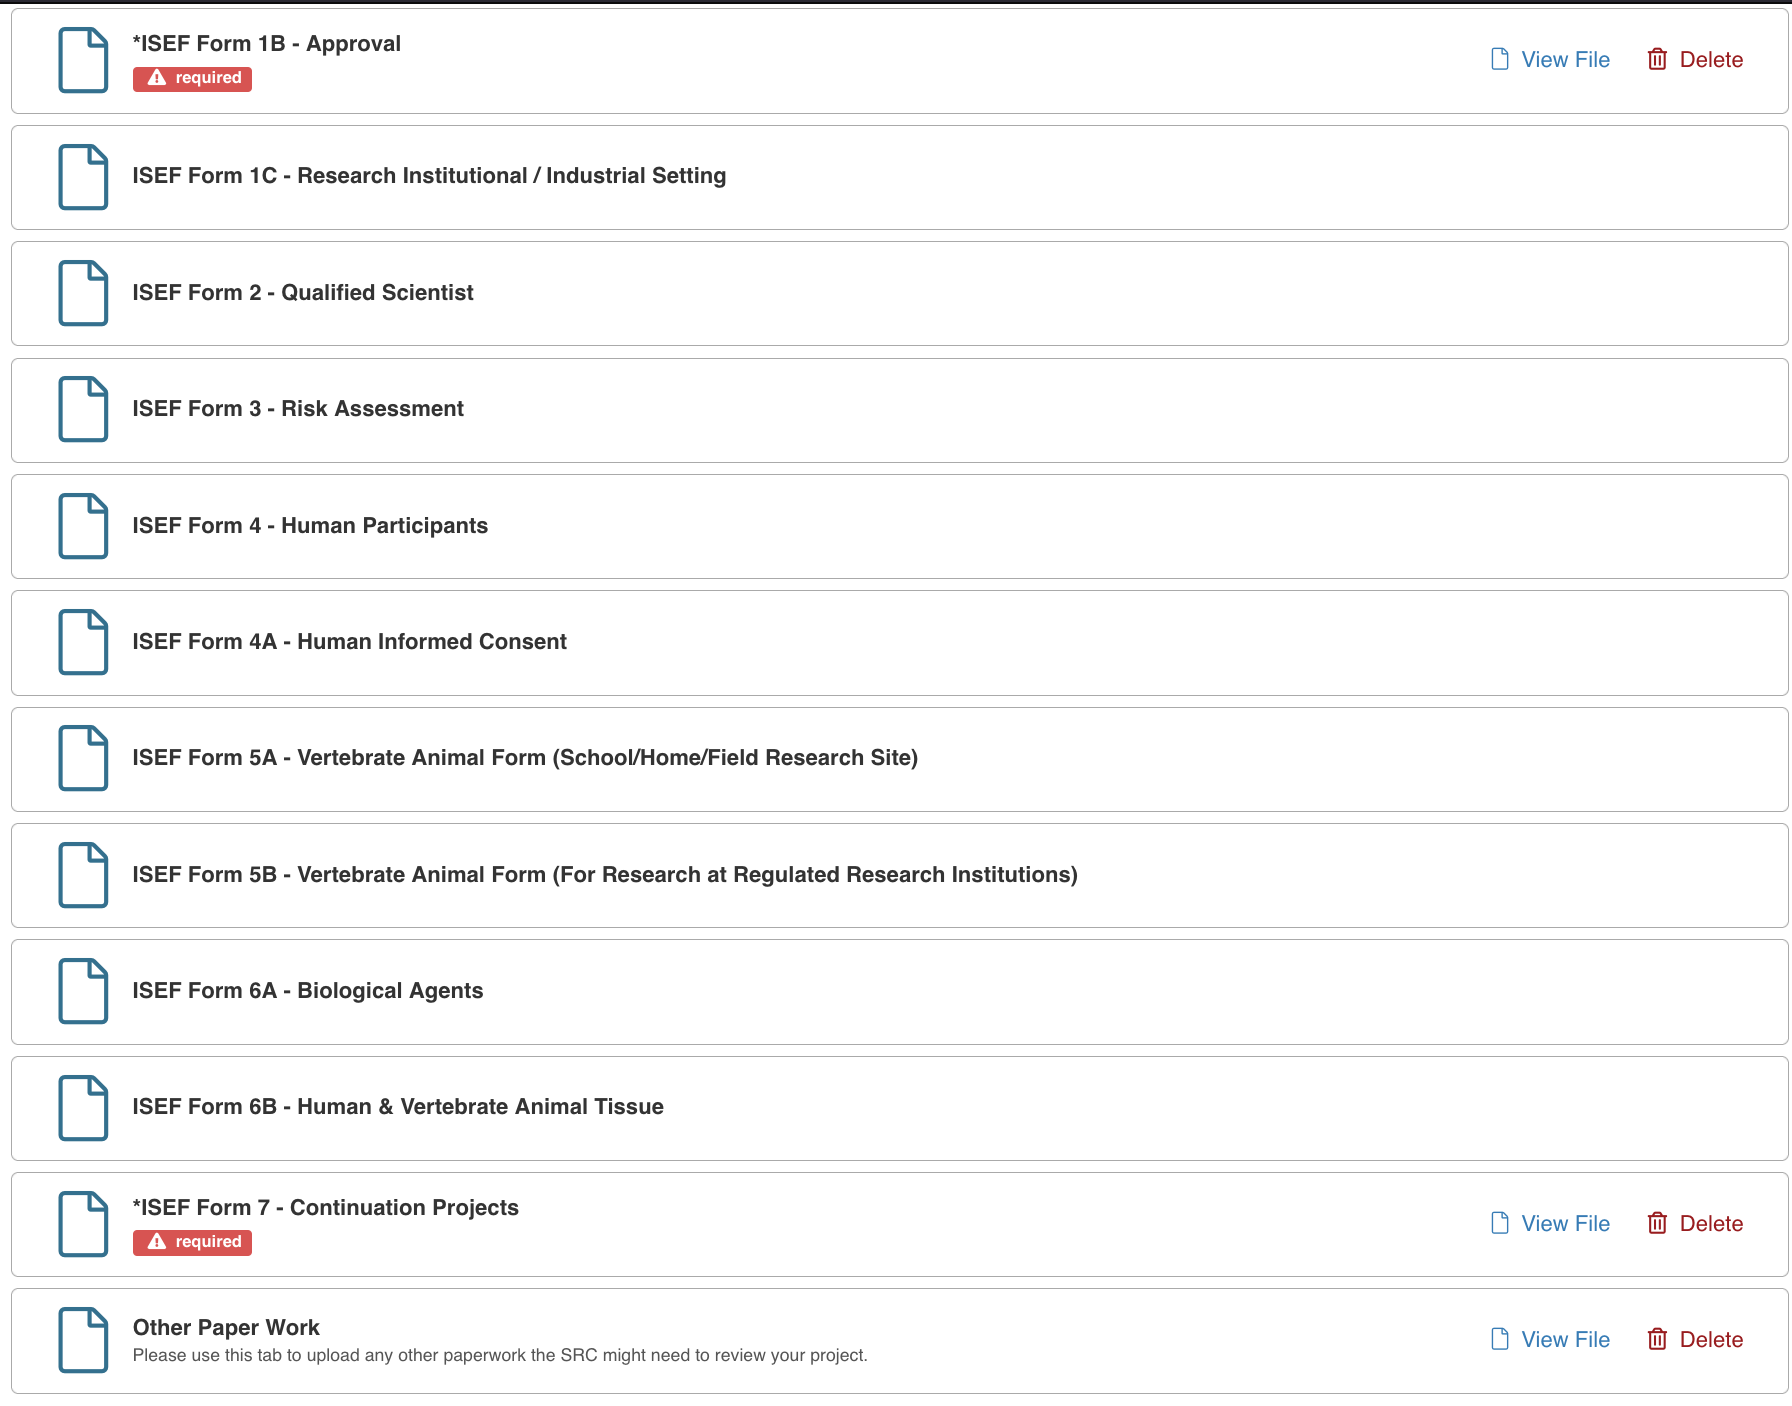 *ISEF Form 1B - Approval
required
View File
Delete
ISEF Form 1C - Research Institutional / Industrial Setting
ISEF Form 2 - Qualified Scientist
ISEF Form 3 - Risk Assessment
ISEF Form 4 - Human Participants
ISEF Form 4A - Human Informed Consent
ISEF Form 5A - Vertebrate Animal Form (School/Home/Field Research Site)
ISEF Form 5B - Vertebrate Animal Form (For Research at Regulated Research Institutions)
ISEF Form 6A - Biological Agents
ISEF Form 6B - Human & Vertebrate Animal Tissue
*ISEF Form 7 - Continuation Projects
required
View File
Delete
Other Paper Work
Please use this tab to upload any other paperwork the SRC might need to review your project.
View File
Delete